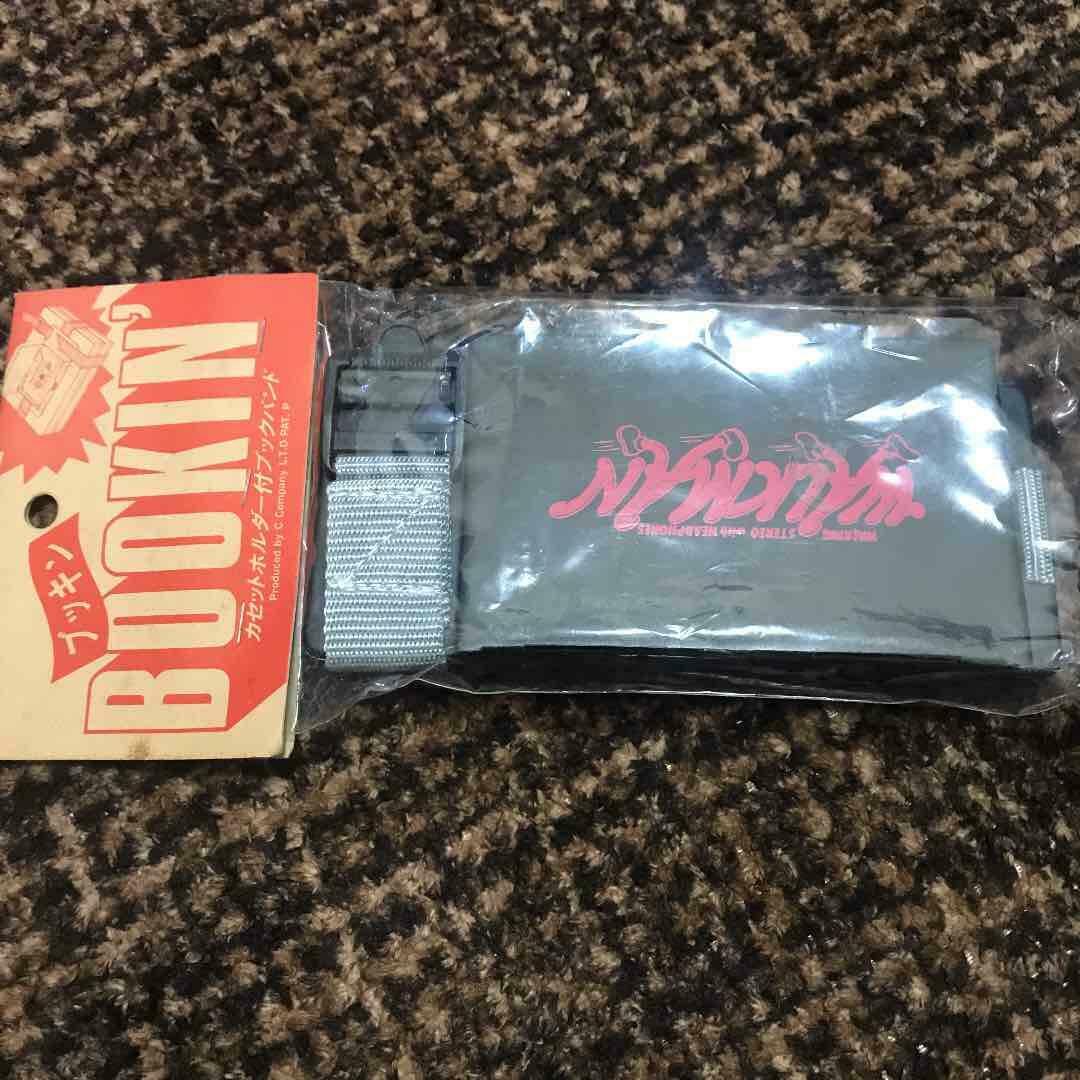 ブッキン
BOOKIN'
カセットホルダー付ブックバンド
Produced by C. Company L.T.D. PAT. P
WALKMAN
WALKING
STEREO with HEADPHONES